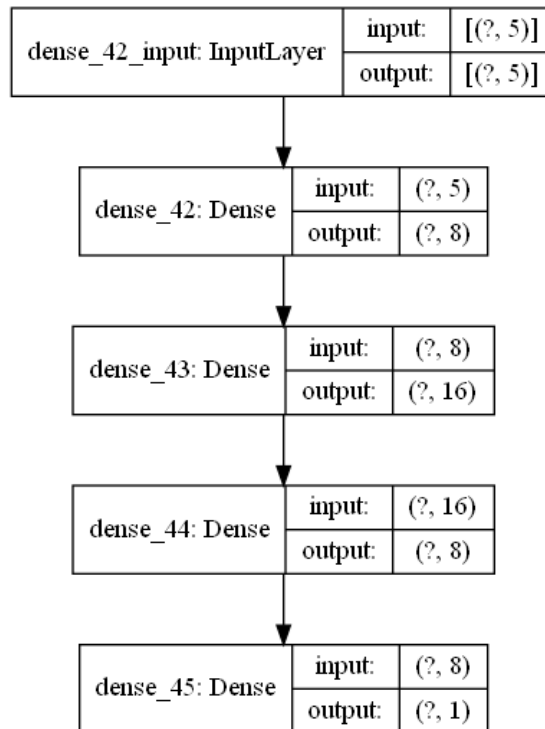 dense_42_input: InputLayer
input: [(?, 5)]
output: [(?, 5)]
dense_42: Dense
input: (?, 5)
output: (?, 8)
dense_43: Dense
input: (?, 8)
output: (?, 16)
dense_44: Dense
input: (?, 16)
output: (?, 8)
dense_45: Dense
input: (?, 8)
output: (?, 1)